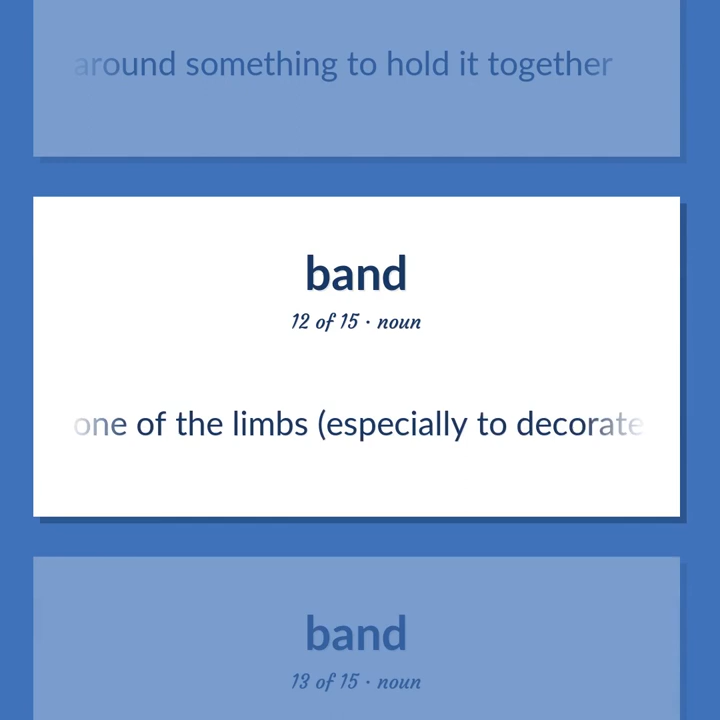 around something to hold it together
band
12 of 15 · noun
one of the limbs (especially to decorate
band
13 of 15 · noun